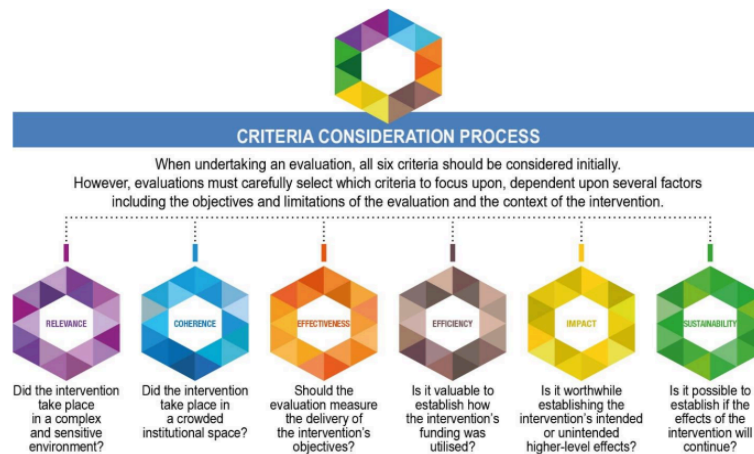 CRITERIA CONSIDERATION PROCESS
When undertaking an evaluation, all six criteria should be considered initially.
However, evaluations must carefully select which criteria to focus upon, dependent upon several factors
including the objectives and limitations of the evaluation and the context of the intervention.
RELEVANCE
Did the intervention
take place
in a complex
and sensitive
environment?
COHERENCE
Did the intervention
take place in
a crowded
institutional space?
EFFECTIVENESS
Should the
evaluation measure
the delivery of
the intervention's
objectives?
EFFICIENCY
Is it valuable to
establish how
the intervention's
funding was
utilised?
IMPACT
Is it worthwhile
establishing the
intervention's intended
or unintended
higher-level effects?
SUSTAINABILITY
Is it possible to
establish if the
effects of the
intervention will
continue?